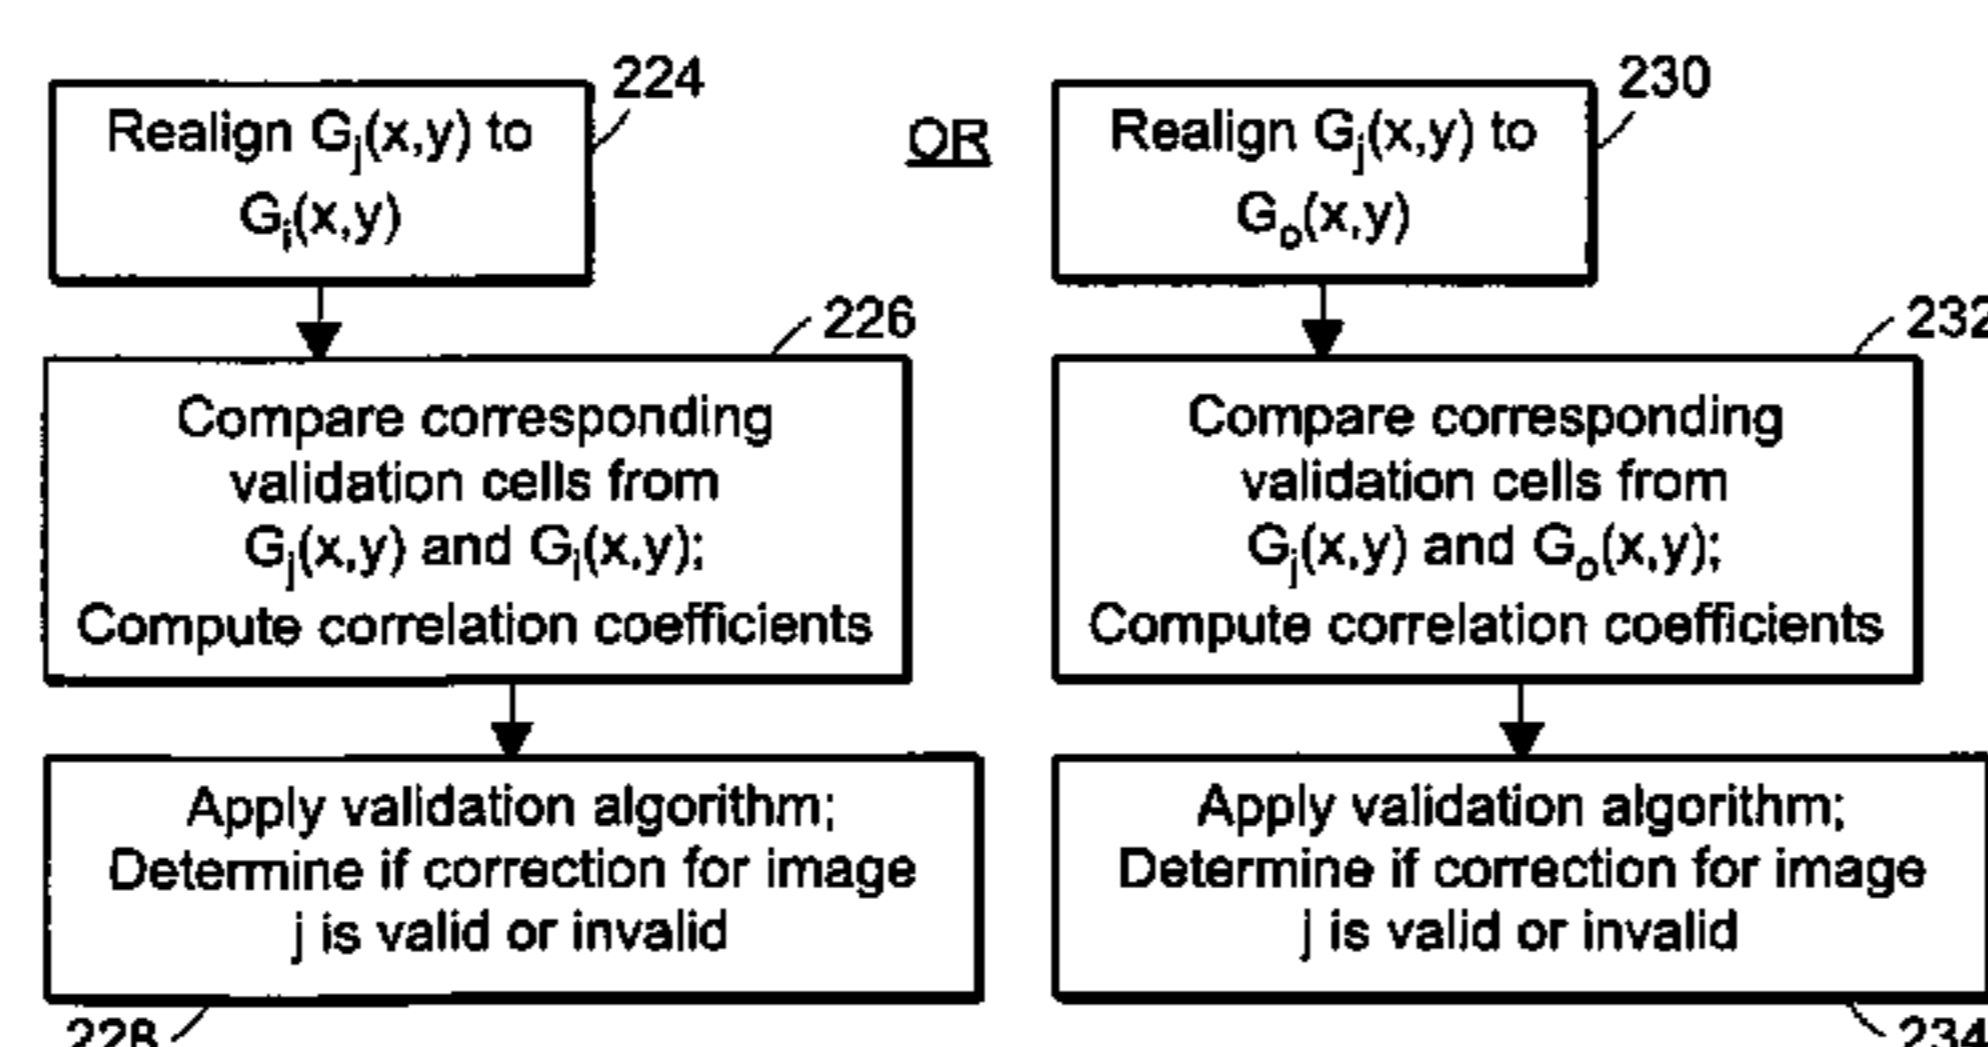 224
Realign Gj(x,y) to
Gi(x,y)
226
Compare corresponding
validation cells from
Gj(x,y) and Gi(x,y);
Compute correlation coefficients
Apply validation algorithm;
Determine if correction for image
j is valid or invalid
228
OR
230
Realign Gj(x,y) to
Go(x,y)
232
Compare corresponding
validation cells from
Gj(x,y) and Go(x,y);
Compute correlation coefficients
Apply validation algorithm;
Determine if correction for image
j is valid or invalid
234